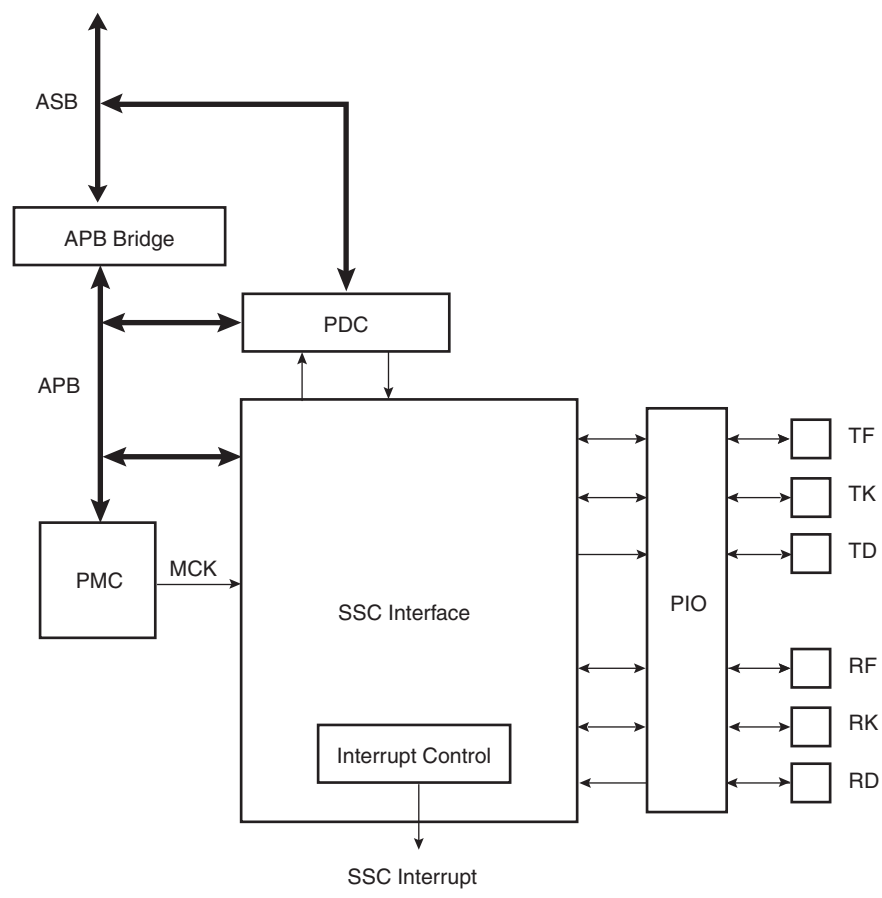 ASB
APB Bridge
PDC
APB
TF
TK
TD
MCK
PMC
PIO
SSC Interface
RF
RK
Interrupt Control
RD
SSC Interrupt